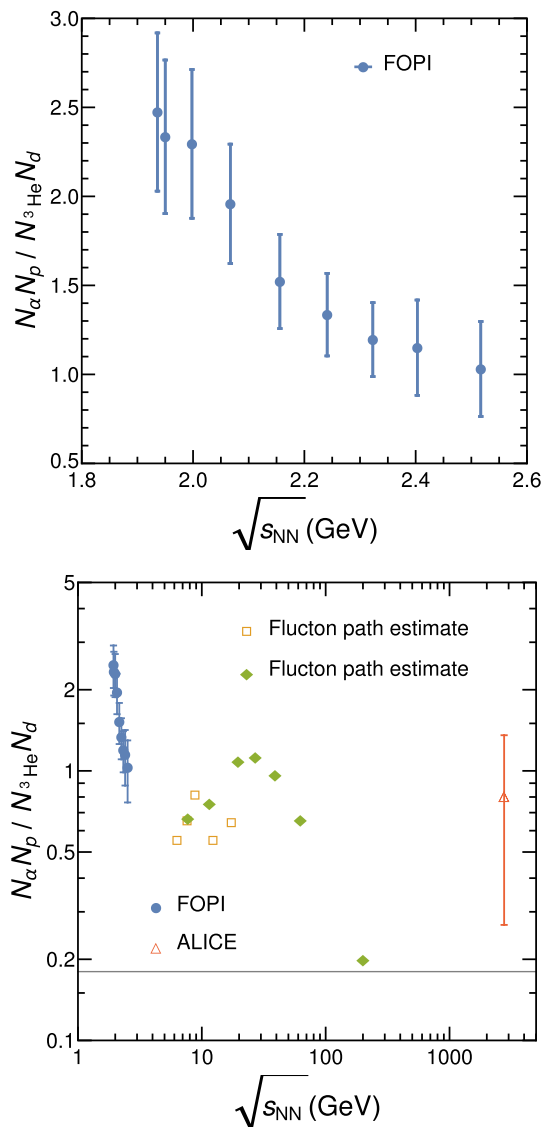 3.0
FOPI
2.5
2.0
1.5
1.0
0.5
N_α N_p / N_³He N_d
1.8 2.0 2.2 2.4 2.6
√s_NN (GeV)
5
Flucton path estimate
Flucton path estimate
2
1
0.5
N_α N_p / N_³He N_d
FOPI
ALICE
0.2
0.1
1 10 100 1000
√s_NN (GeV)